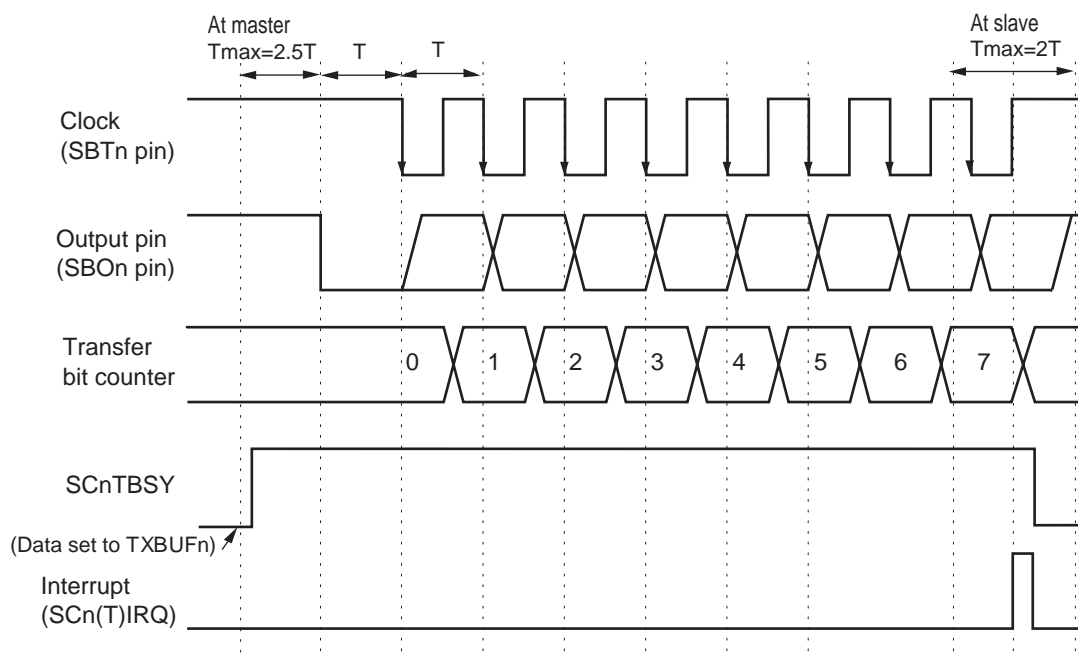 At master
Tmax=2.5T
T
T
At slave
Tmax=2T
Clock
(SBTn pin)
Output pin
(SBOn pin)
Transfer
bit counter
0 1 2 3 4 5 6 7
SCnTBSY
(Data set to TXBUFn)
Interrupt
(SCn(T)IRQ)